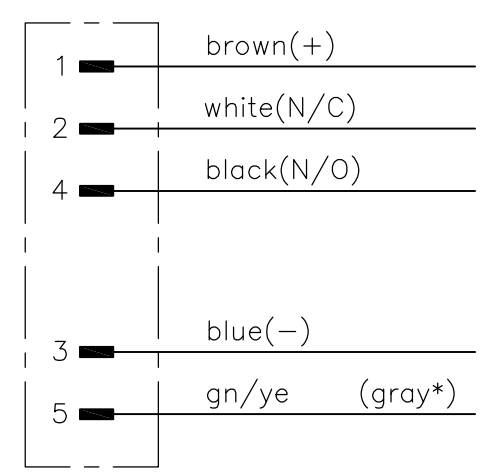 1 brown(+)
2 white(N/C)
4 black(N/O)
3 blue(−)
5 gn/ye (gray*)